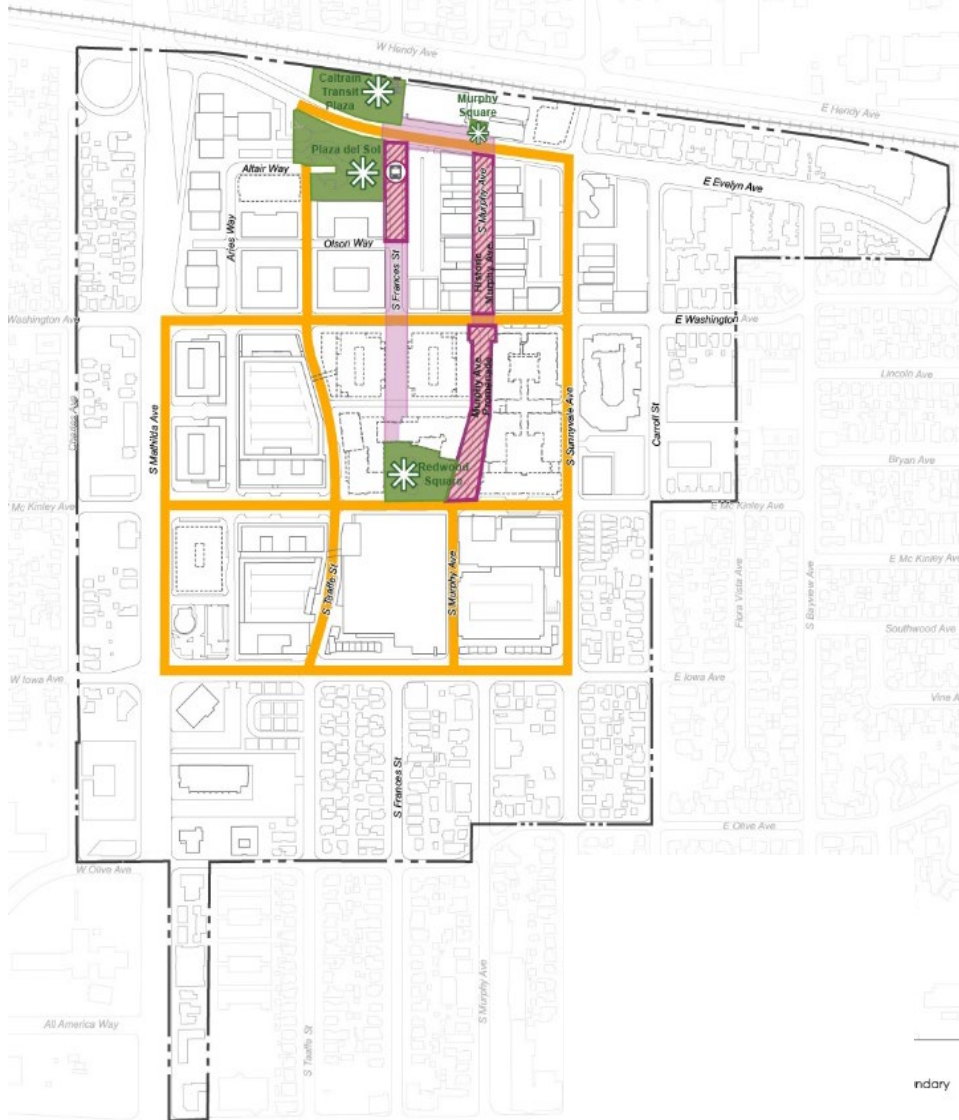 W Hendy Ave
Caltrain
Transit
Plaza
Murphy
Square
E Hendy Ave
Plaza del Sol
Altair Way
S Murphy Ave
E Evelyn Ave
Aries Way
Olson Way
S Frances St
Historic
Murphy Ave
Washington Ave
E Washington Ave
Lincoln Ave
Murphy Ave
Promenade
S Mathilda Ave
Charles Ave
S Sunnyvale Ave
Carroll St
Bryan Ave
Redwood
Square
Mc Kinley Ave
E Mc Kinley Ave
E Mc Kinley Ave
S Taaffe St
S Murphy Ave
Flora Vista Ave
S Bayview Ave
Southwood Ave
W Iowa Ave
E Iowa Ave
Vine A
S Frances St
E Olive Ave
W Olive Ave
S Murphy Ave
All America Way
S Taaffe St
ndary